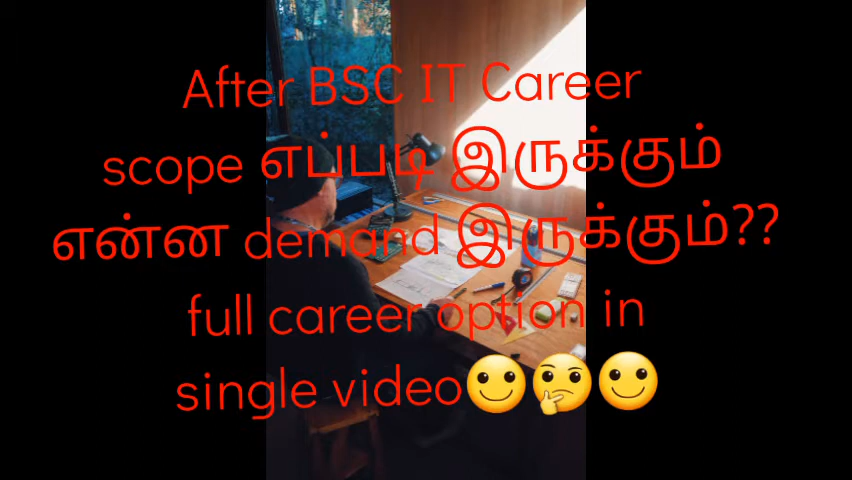 After BSC IT Career
scope எப்படி இருக்கும்
என்ன demand இருக்கும்??
full career option in
single video🙂🤔🙂